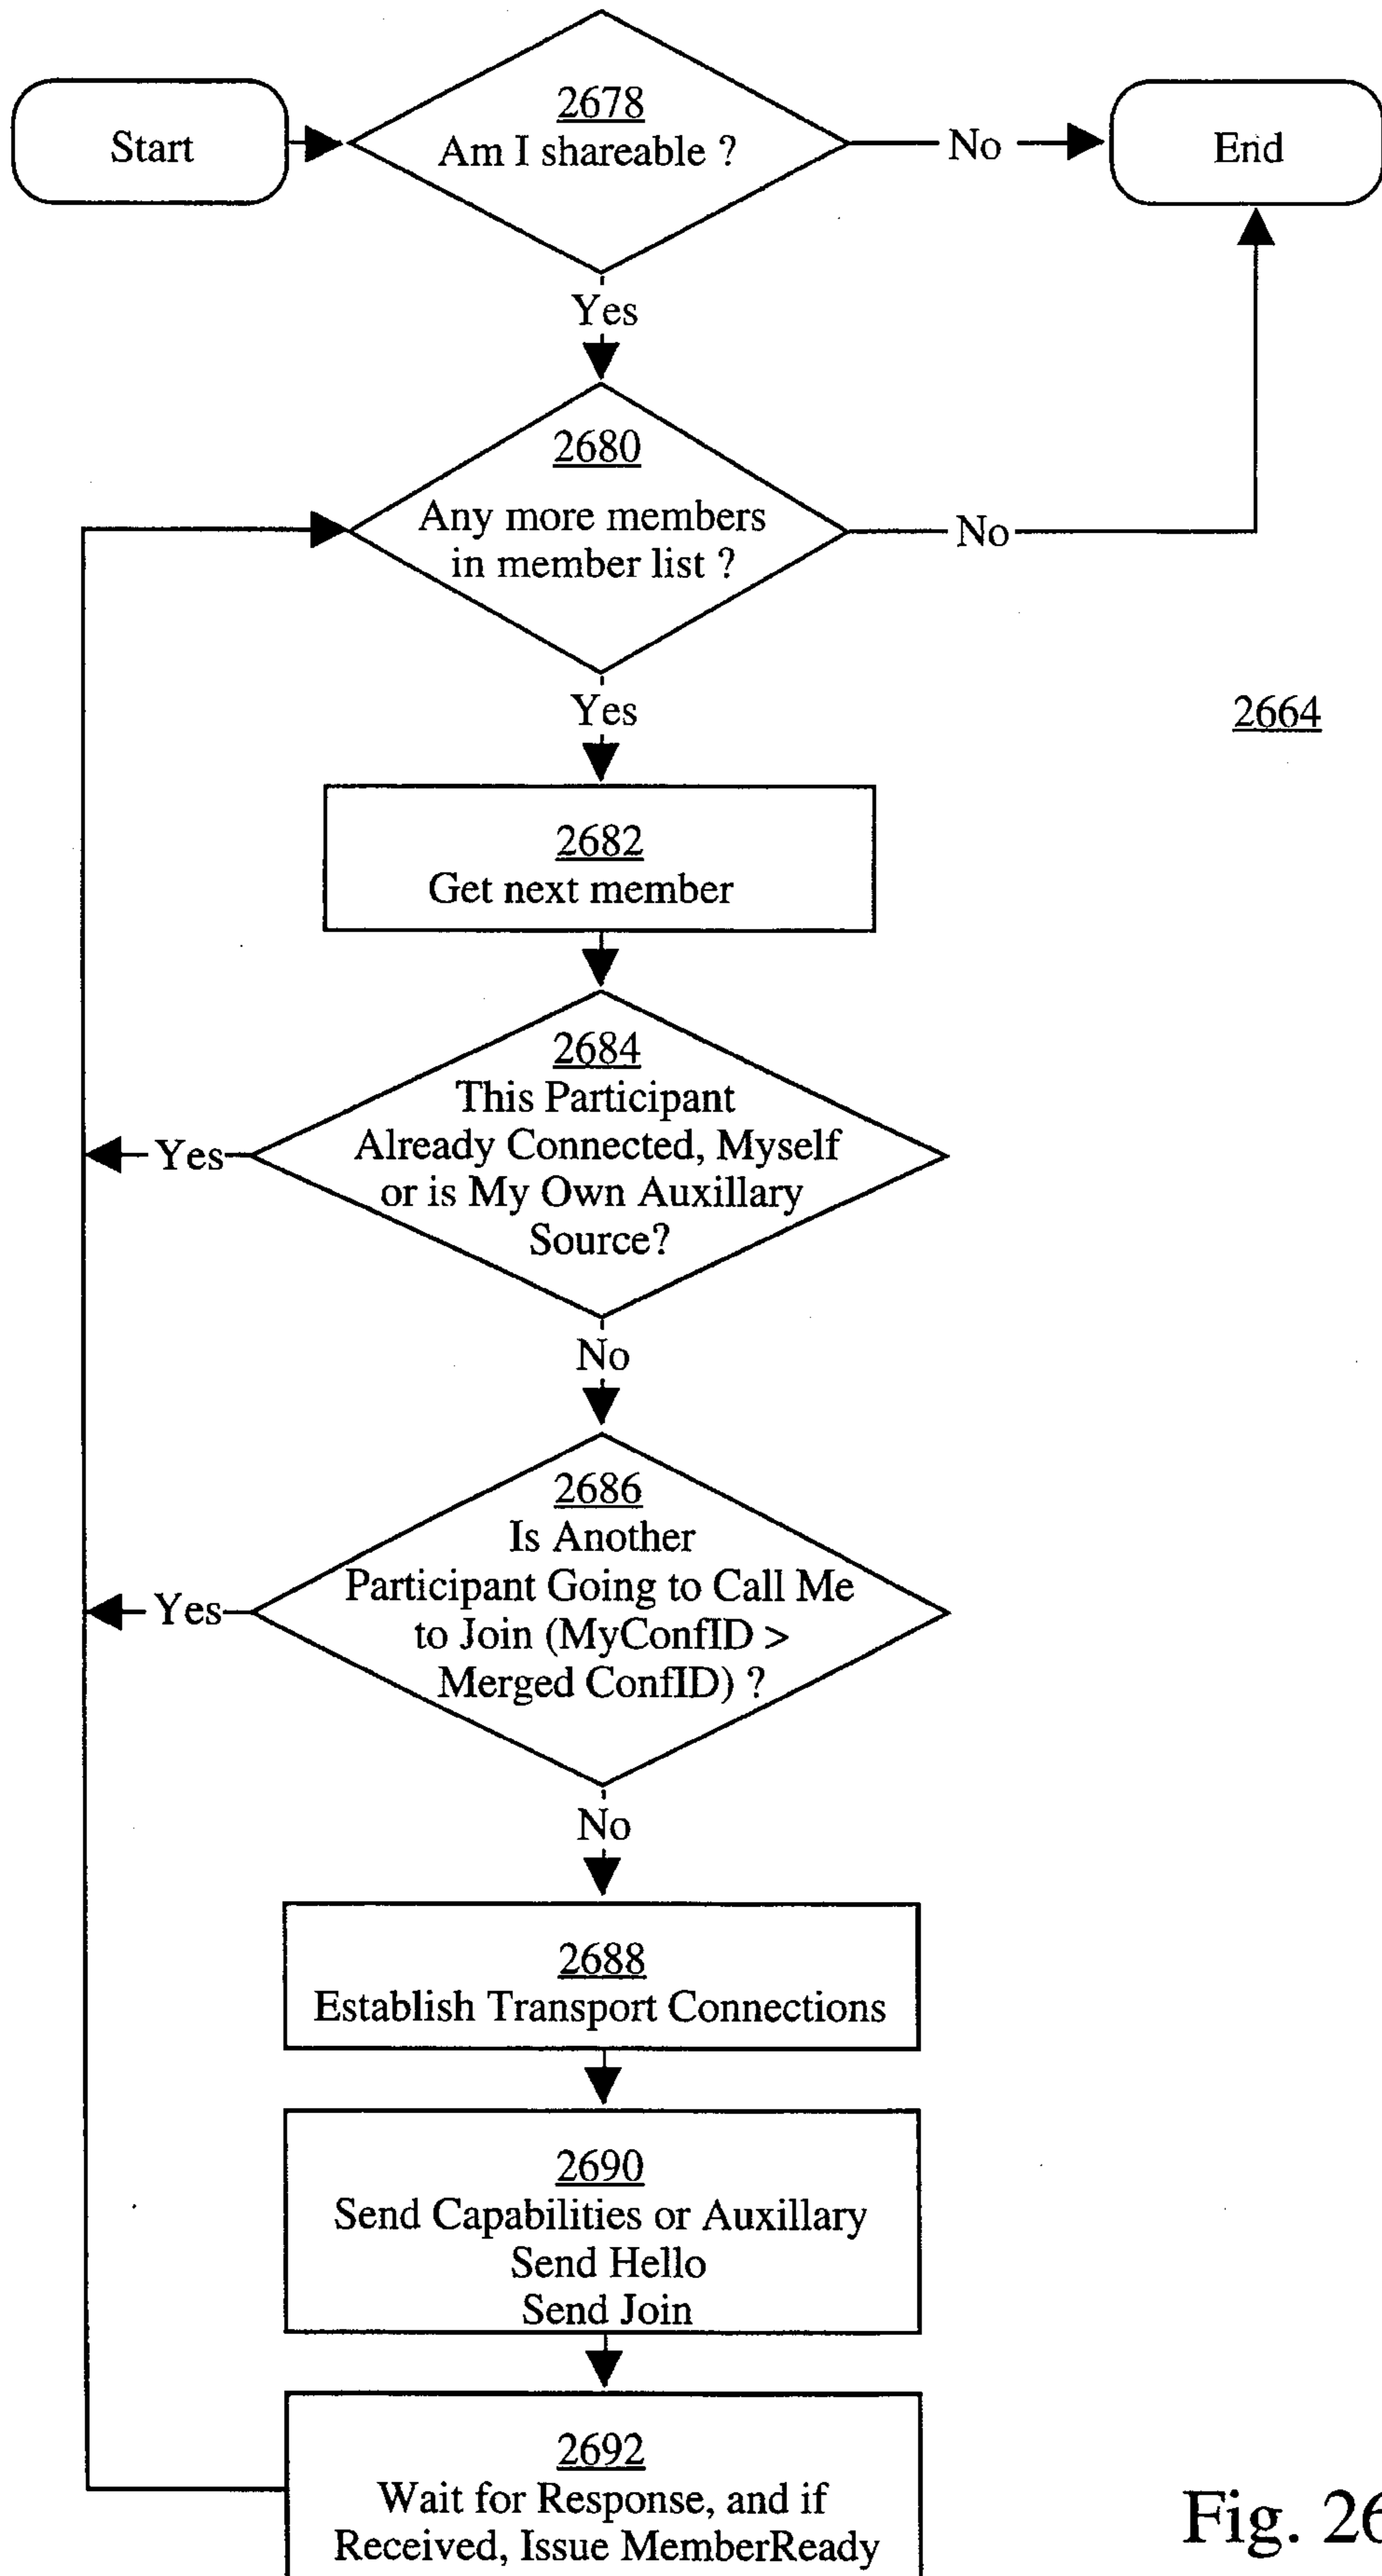 Start
2678
Am I shareable ?
No
End
Yes
2680
Any more members
in member list ?
No
Yes
2664
2682
Get next member
2684
This Participant
Already Connected, Myself
or is My Own Auxillary
Source?
Yes
No
2686
Is Another
Participant Going to Call Me
to Join (MyConfID >
Merged ConfID) ?
Yes
No
2688
Establish Transport Connections
2690
Send Capabilities or Auxillary
Send Hello
Send Join
2692
Wait for Response, and if
Received, Issue MemberReady
Fig. 26